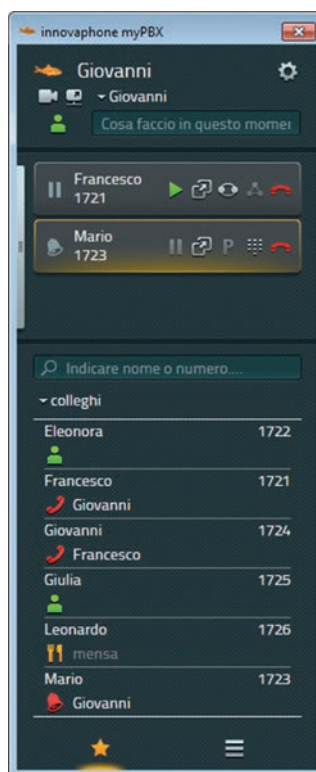 innovaphone myPBX
Giovanni
Giovanni
Cosa faccio in questo momen
Francesco
1721
Mario
1723
P
Indicare nome o numero....
colleghi
Eleonora 1722
Francesco 1721
Giovanni
Giovanni 1724
Francesco
Giulia 1725
Leonardo 1726
mensa
Mario 1723
Giovanni